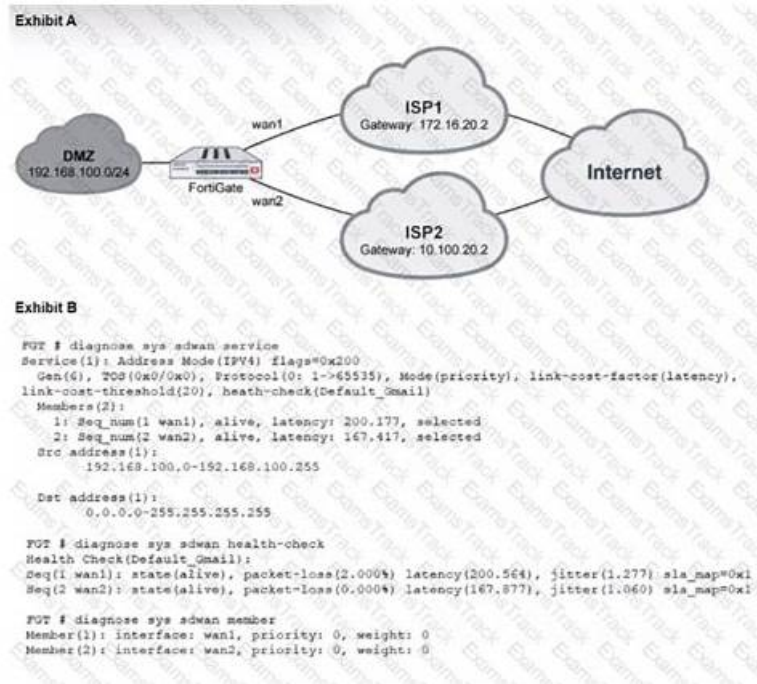 Exhibit A
ISP1
Gateway: 172.16.20.2
wan1
DMZ
192.168.100.0/24
FortiGate
Internet
wan2
ISP2
Gateway: 10.100.20.2
Exhibit B
FGT # diagnose sys sdwan service
Service(1): Address Mode(IPV4) flags=0x200
Gen(6), TOS(0x0/0x0), Protocol(0: 1->65535), Mode(priority), link-cost-factor(latency),
link-cost-threshold(20), heath-check(Default_Gmail)
Members(2):
1: Seq_num(1 wan1), alive, latency: 200.177, selected
2: Seq_num(2 wan2), alive, latency: 167.417, selected
Src address(1):
192.168.100.0-192.168.100.255
Dst address(1):
0.0.0.0-255.255.255.255
FGT # diagnose sys sdwan health-check
Health Check(Default_Gmail):
Seq(1 wan1): state(alive), packet-loss(2.000%) latency(200.564), jitter(1.277) sla_map=0x1
Seq(2 wan2): state(alive), packet-loss(0.000%) latency(167.877), jitter(1.060) sla_map=0x1
FGT # diagnose sys sdwan member
Member(1): interface: wan1, priority: 0, weight: 0
Member(2): interface: wan2, priority: 0, weight: 0